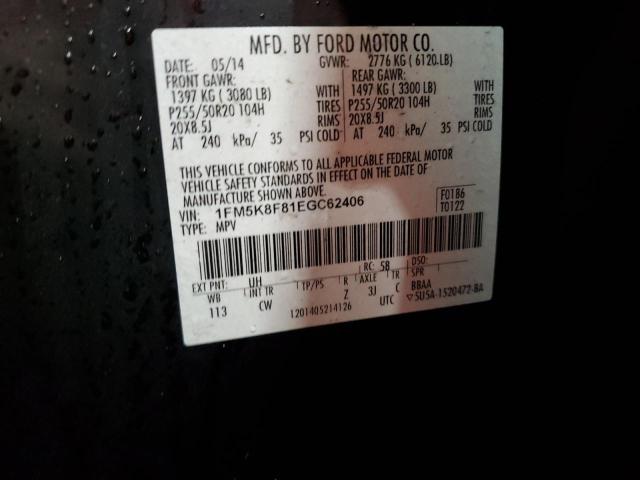 MFD. BY FORD MOTOR CO.
DATE: 05/14 GVWR: 2776 KG ( 6120 LB)
FRONT GAWR: REAR GAWR:
1397 KG ( 3080 LB) WITH 1497 KG ( 3300 LB) WITH
P255/50R20 104H TIRES P255/50R20 104H TIRES
20X8.5J RIMS 20X8.5J RIMS
AT 240 kPa/ 35 PSI COLD AT 240 kPa/ 35 PSI COLD
THIS VEHICLE CONFORMS TO ALL APPLICABLE FEDERAL MOTOR
VEHICLE SAFETY STANDARDS IN EFFECT ON THE DATE OF
MANUFACTURE SHOWN ABOVE.
VIN: 1FM5K8F81EGC62406 F0186
TYPE: MPV T0122
EXT PNT: UH RC: 58 DSO:
WB INT TR TP/PS R AXLE TR SPR
113 CW Z 3J C BBAA
1201405214126 UTC ▽5U5A-1520472-BA